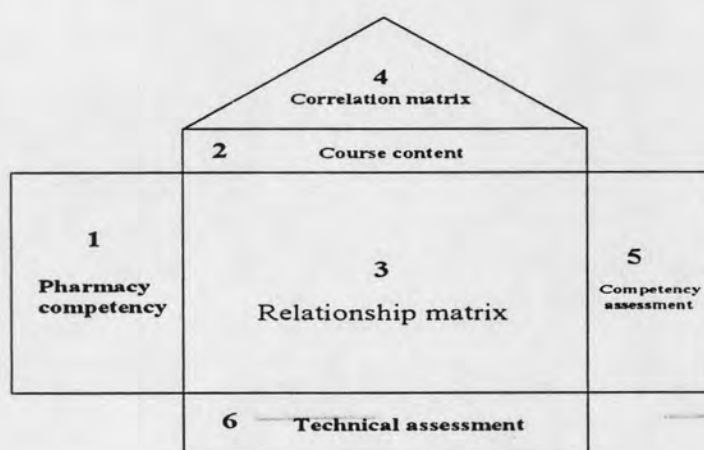 4
Correlation matrix
2 Course content
1
Pharmacy
competency
3
Relationship matrix
5
Competency
assessment
6 Technical assessment